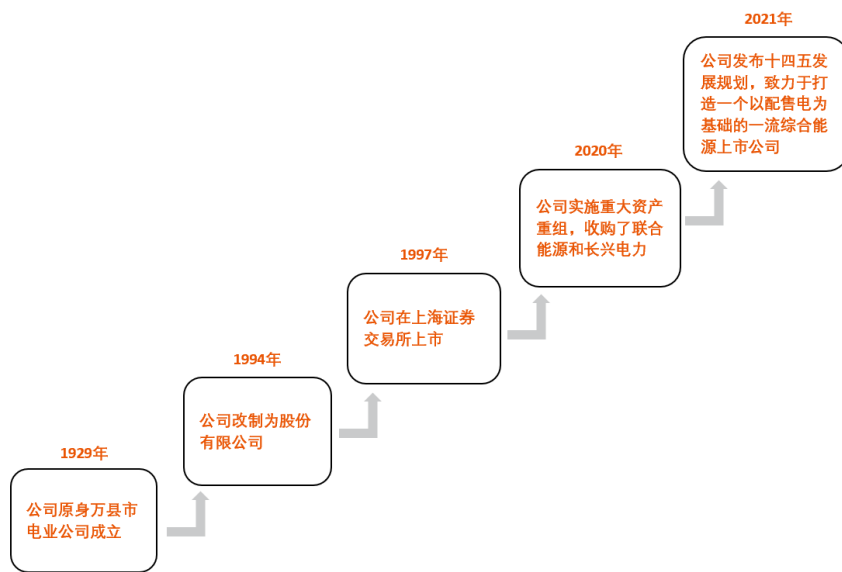 1929年
公司原身万县市
电业公司成立
1994年
公司改制为股份
有限公司
1997年
公司在上海证券
交易所上市
2020年
公司实施重大资产
重组，收购了联合
能源和长兴电力
2021年
公司发布十四五发
展规划，致力于打
造一个以配售电为
基础的一流综合能
源上市公司